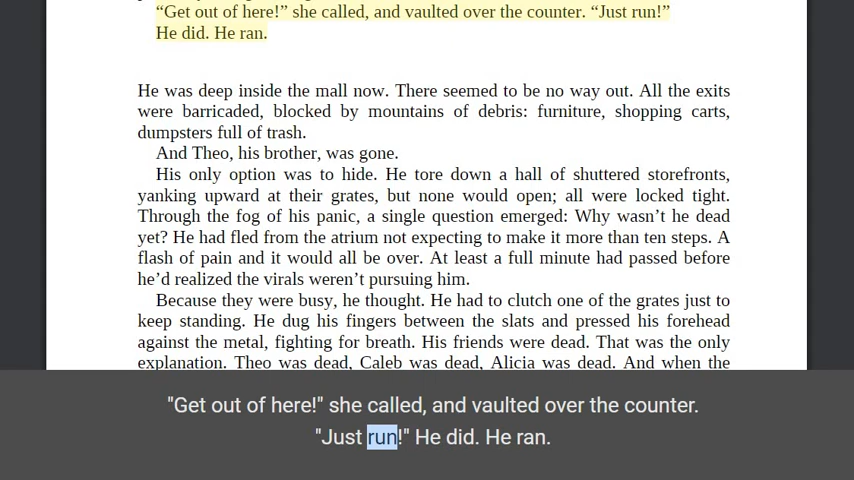 “Get out of here!” she called, and vaulted over the counter. “Just run!”
He did. He ran.
He was deep inside the mall now. There seemed to be no way out. All the exits
were barricaded, blocked by mountains of debris: furniture, shopping carts,
dumpsters full of trash.
And Theo, his brother, was gone.
His only option was to hide. He tore down a hall of shuttered storefronts,
yanking upward at their grates, but none would open; all were locked tight.
Through the fog of his panic, a single question emerged: Why wasn’t he dead
yet? He had fled from the atrium not expecting to make it more than ten steps. A
flash of pain and it would all be over. At least a full minute had passed before
he’d realized the virals weren’t pursuing him.
Because they were busy, he thought. He had to clutch one of the grates just to
keep standing. He dug his fingers between the slats and pressed his forehead
against the metal, fighting for breath. His friends were dead. That was the only
explanation. Theo was dead, Caleb was dead, Alicia was dead. And when the
"Get out of here!" she called, and vaulted over the counter.
"Just run!" He did. He ran.